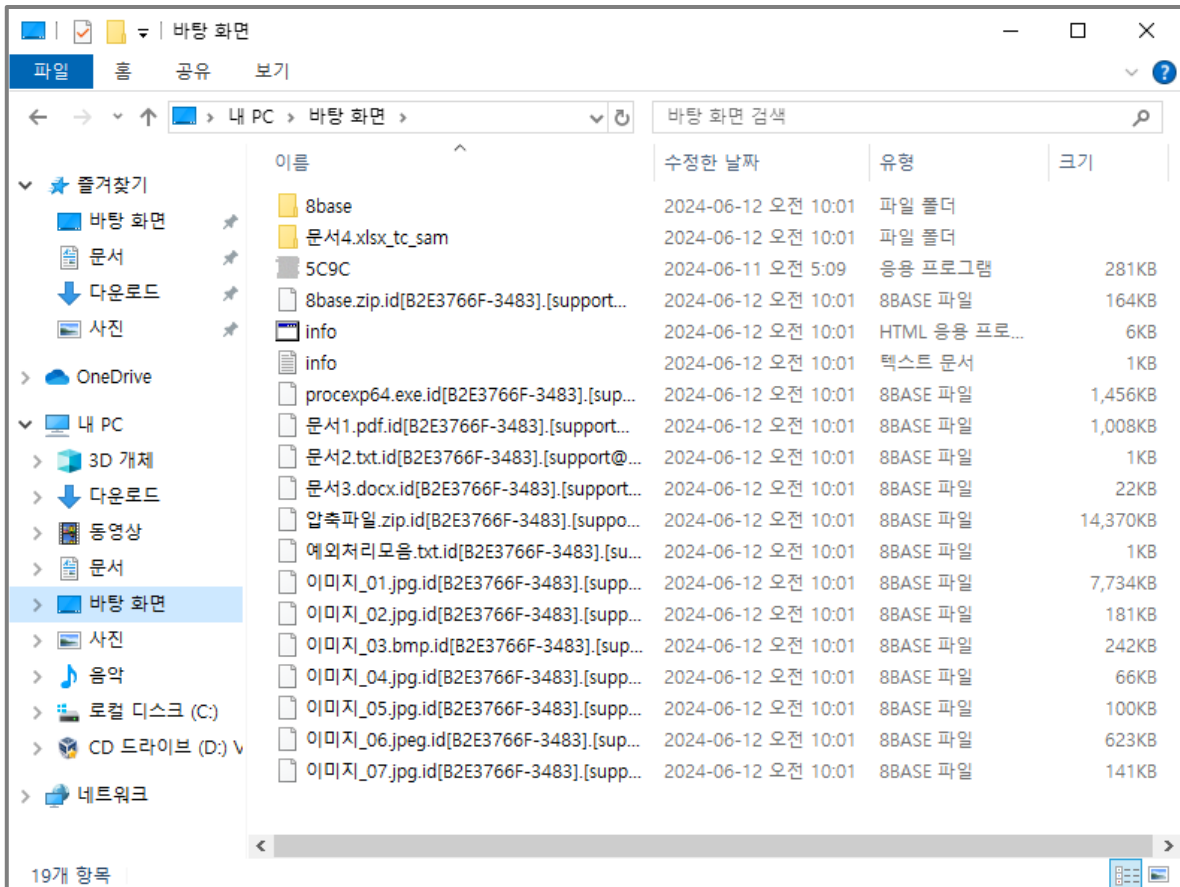 바탕 화면
파일 홈 공유 보기
내 PC > 바탕 화면 >
바탕 화면 검색
즐겨찾기
바탕 화면
문서
다운로드
사진
OneDrive
내 PC
3D 개체
다운로드
동영상
문서
바탕 화면
사진
음악
로컬 디스크 (C:)
CD 드라이브 (D:) V
네트워크
이름 수정한 날짜 유형 크기
8base 2024-06-12 오전 10:01 파일 폴더
문서4.xlsx_tc_sam 2024-06-12 오전 10:01 파일 폴더
5C9C 2024-06-11 오전 5:09 응용 프로그램 281KB
8base.zip.id[B2E3766F-3483].[support... 2024-06-12 오전 10:01 8BASE 파일 164KB
info 2024-06-12 오전 10:01 HTML 응용 프로... 6KB
info 2024-06-12 오전 10:01 텍스트 문서 1KB
procexp64.exe.id[B2E3766F-3483].[sup... 2024-06-12 오전 10:01 8BASE 파일 1,456KB
문서1.pdf.id[B2E3766F-3483].[support... 2024-06-12 오전 10:01 8BASE 파일 1,008KB
문서2.txt.id[B2E3766F-3483].[support@... 2024-06-12 오전 10:01 8BASE 파일 1KB
문서3.docx.id[B2E3766F-3483].[support... 2024-06-12 오전 10:01 8BASE 파일 22KB
압축파일.zip.id[B2E3766F-3483].[suppo... 2024-06-12 오전 10:01 8BASE 파일 14,370KB
예외처리모음.txt.id[B2E3766F-3483].[su... 2024-06-12 오전 10:01 8BASE 파일 1KB
이미지_01.jpg.id[B2E3766F-3483].[supp... 2024-06-12 오전 10:01 8BASE 파일 7,734KB
이미지_02.jpg.id[B2E3766F-3483].[supp... 2024-06-12 오전 10:01 8BASE 파일 181KB
이미지_03.bmp.id[B2E3766F-3483].[sup... 2024-06-12 오전 10:01 8BASE 파일 242KB
이미지_04.jpg.id[B2E3766F-3483].[supp... 2024-06-12 오전 10:01 8BASE 파일 66KB
이미지_05.jpg.id[B2E3766F-3483].[supp... 2024-06-12 오전 10:01 8BASE 파일 100KB
이미지_06.jpeg.id[B2E3766F-3483].[sup... 2024-06-12 오전 10:01 8BASE 파일 623KB
이미지_07.jpg.id[B2E3766F-3483].[supp... 2024-06-12 오전 10:01 8BASE 파일 141KB
19개 항목